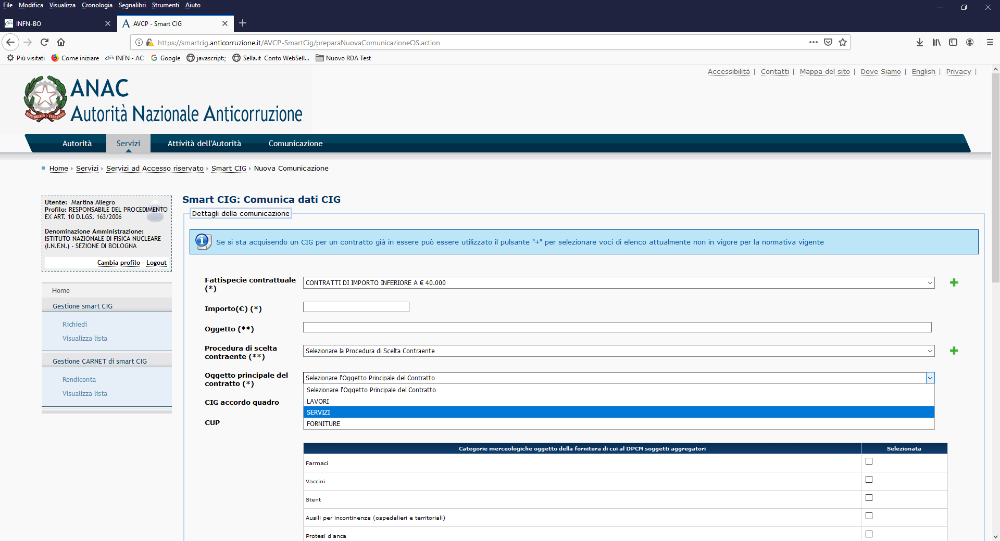 File Modifica Visualizza Cronologia Segnalibri Strumenti Aiuto
INFN-BO
AVCP - Smart CIG
https://smartcig.anticorruzione.it/AVCP-SmartCig/preparaNuovaComunicazioneOS.action
Più visitati Come iniziare INFN - AC Google javascript:; Sella.it Conto WebSell... Nuovo RDA Test
Accessibilità | Contatti | Mappa del sito | Dove Siamo | English | Privacy |
ANAC
Autorità Nazionale Anticorruzione
Autorità Servizi Attività dell'Autorità Comunicazione
Home Servizi Servizi ad Accesso riservato Smart CIG Nuova Comunicazione
Utente: Martina Allegro
Profilo: RESPONSABILE DEL PROCEDIMENTO
EX ART. 10 D.LGS. 163/2006
Denominazione Amministrazione:
ISTITUTO NAZIONALE DI FISICA NUCLEARE
(I.N.F.N.) - SEZIONE DI BOLOGNA
Cambia profilo - Logout
Home
Gestione smart CIG
Richiedi
Visualizza lista
Gestione CARNET di smart CIG
Rendiconta
Visualizza lista
Smart CIG: Comunica dati CIG
Dettagli della comunicazione
Se si sta acquisendo un CIG per un contratto già in essere può essere utilizzato il pulsante "+" per selezionare voci di elenco attualmente non in vigore per la normativa vigente
Fattispecie contrattuale
(*)
CONTRATTI DI IMPORTO INFERIORE A € 40.000
Importo(€) (*)
Oggetto (**)
Procedura di scelta
contraente (**)
Selezionare la Procedura di Scelta Contraente
Oggetto principale del
contratto (*)
Selezionare l'Oggetto Principale del Contratto
Selezionare l'Oggetto Principale del Contratto
LAVORI
SERVIZI
FORNITURE
CIG accordo quadro
CUP
Categorie merceologiche oggetto della fornitura di cui al DPCM soggetti aggregatori Selezionata
Farmaci
Vaccini
Stent
Ausili per incontinenza (ospedalieri e territoriali)
Protesi d'anca